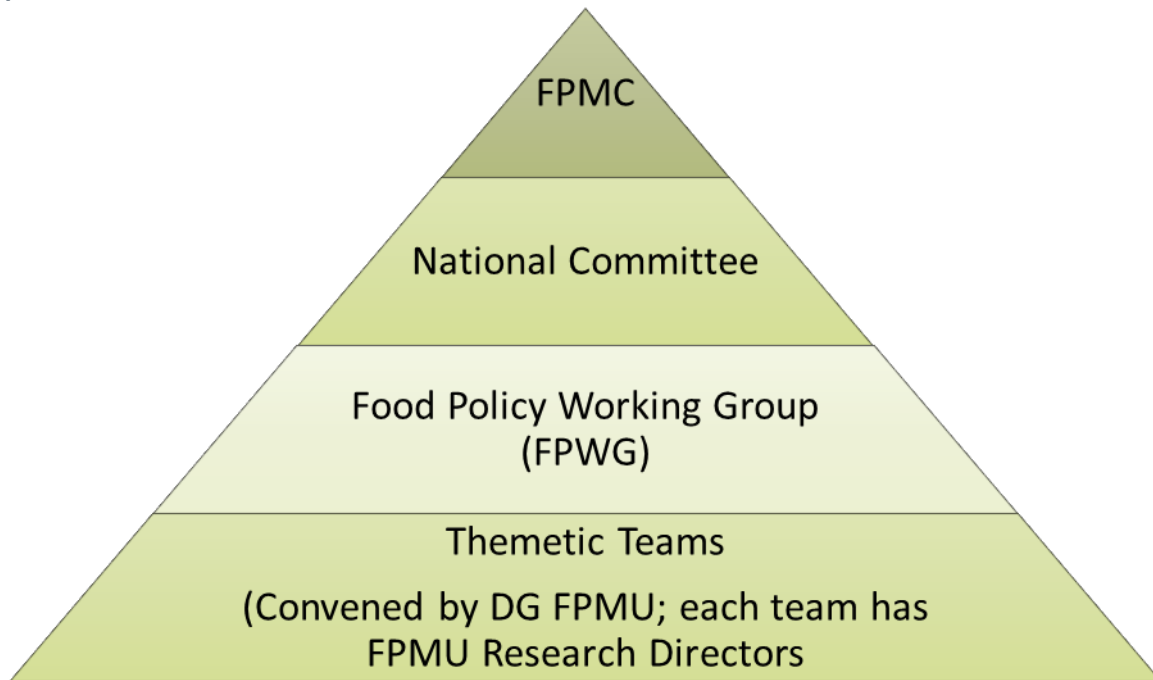 FPMC
National Committee
Food Policy Working Group
(FPWG)
Themetic Teams
(Convened by DG FPMU; each team has
FPMU Research Directors